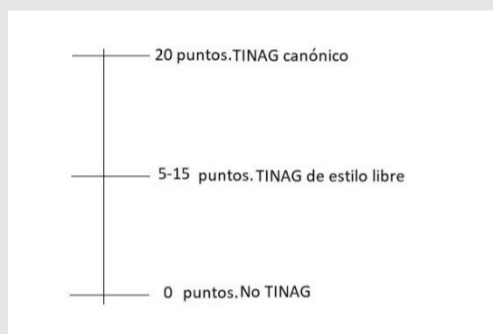 20 puntos.TINAG canónico
5-15 puntos.TINAG de estilo libre
0 puntos.No TINAG